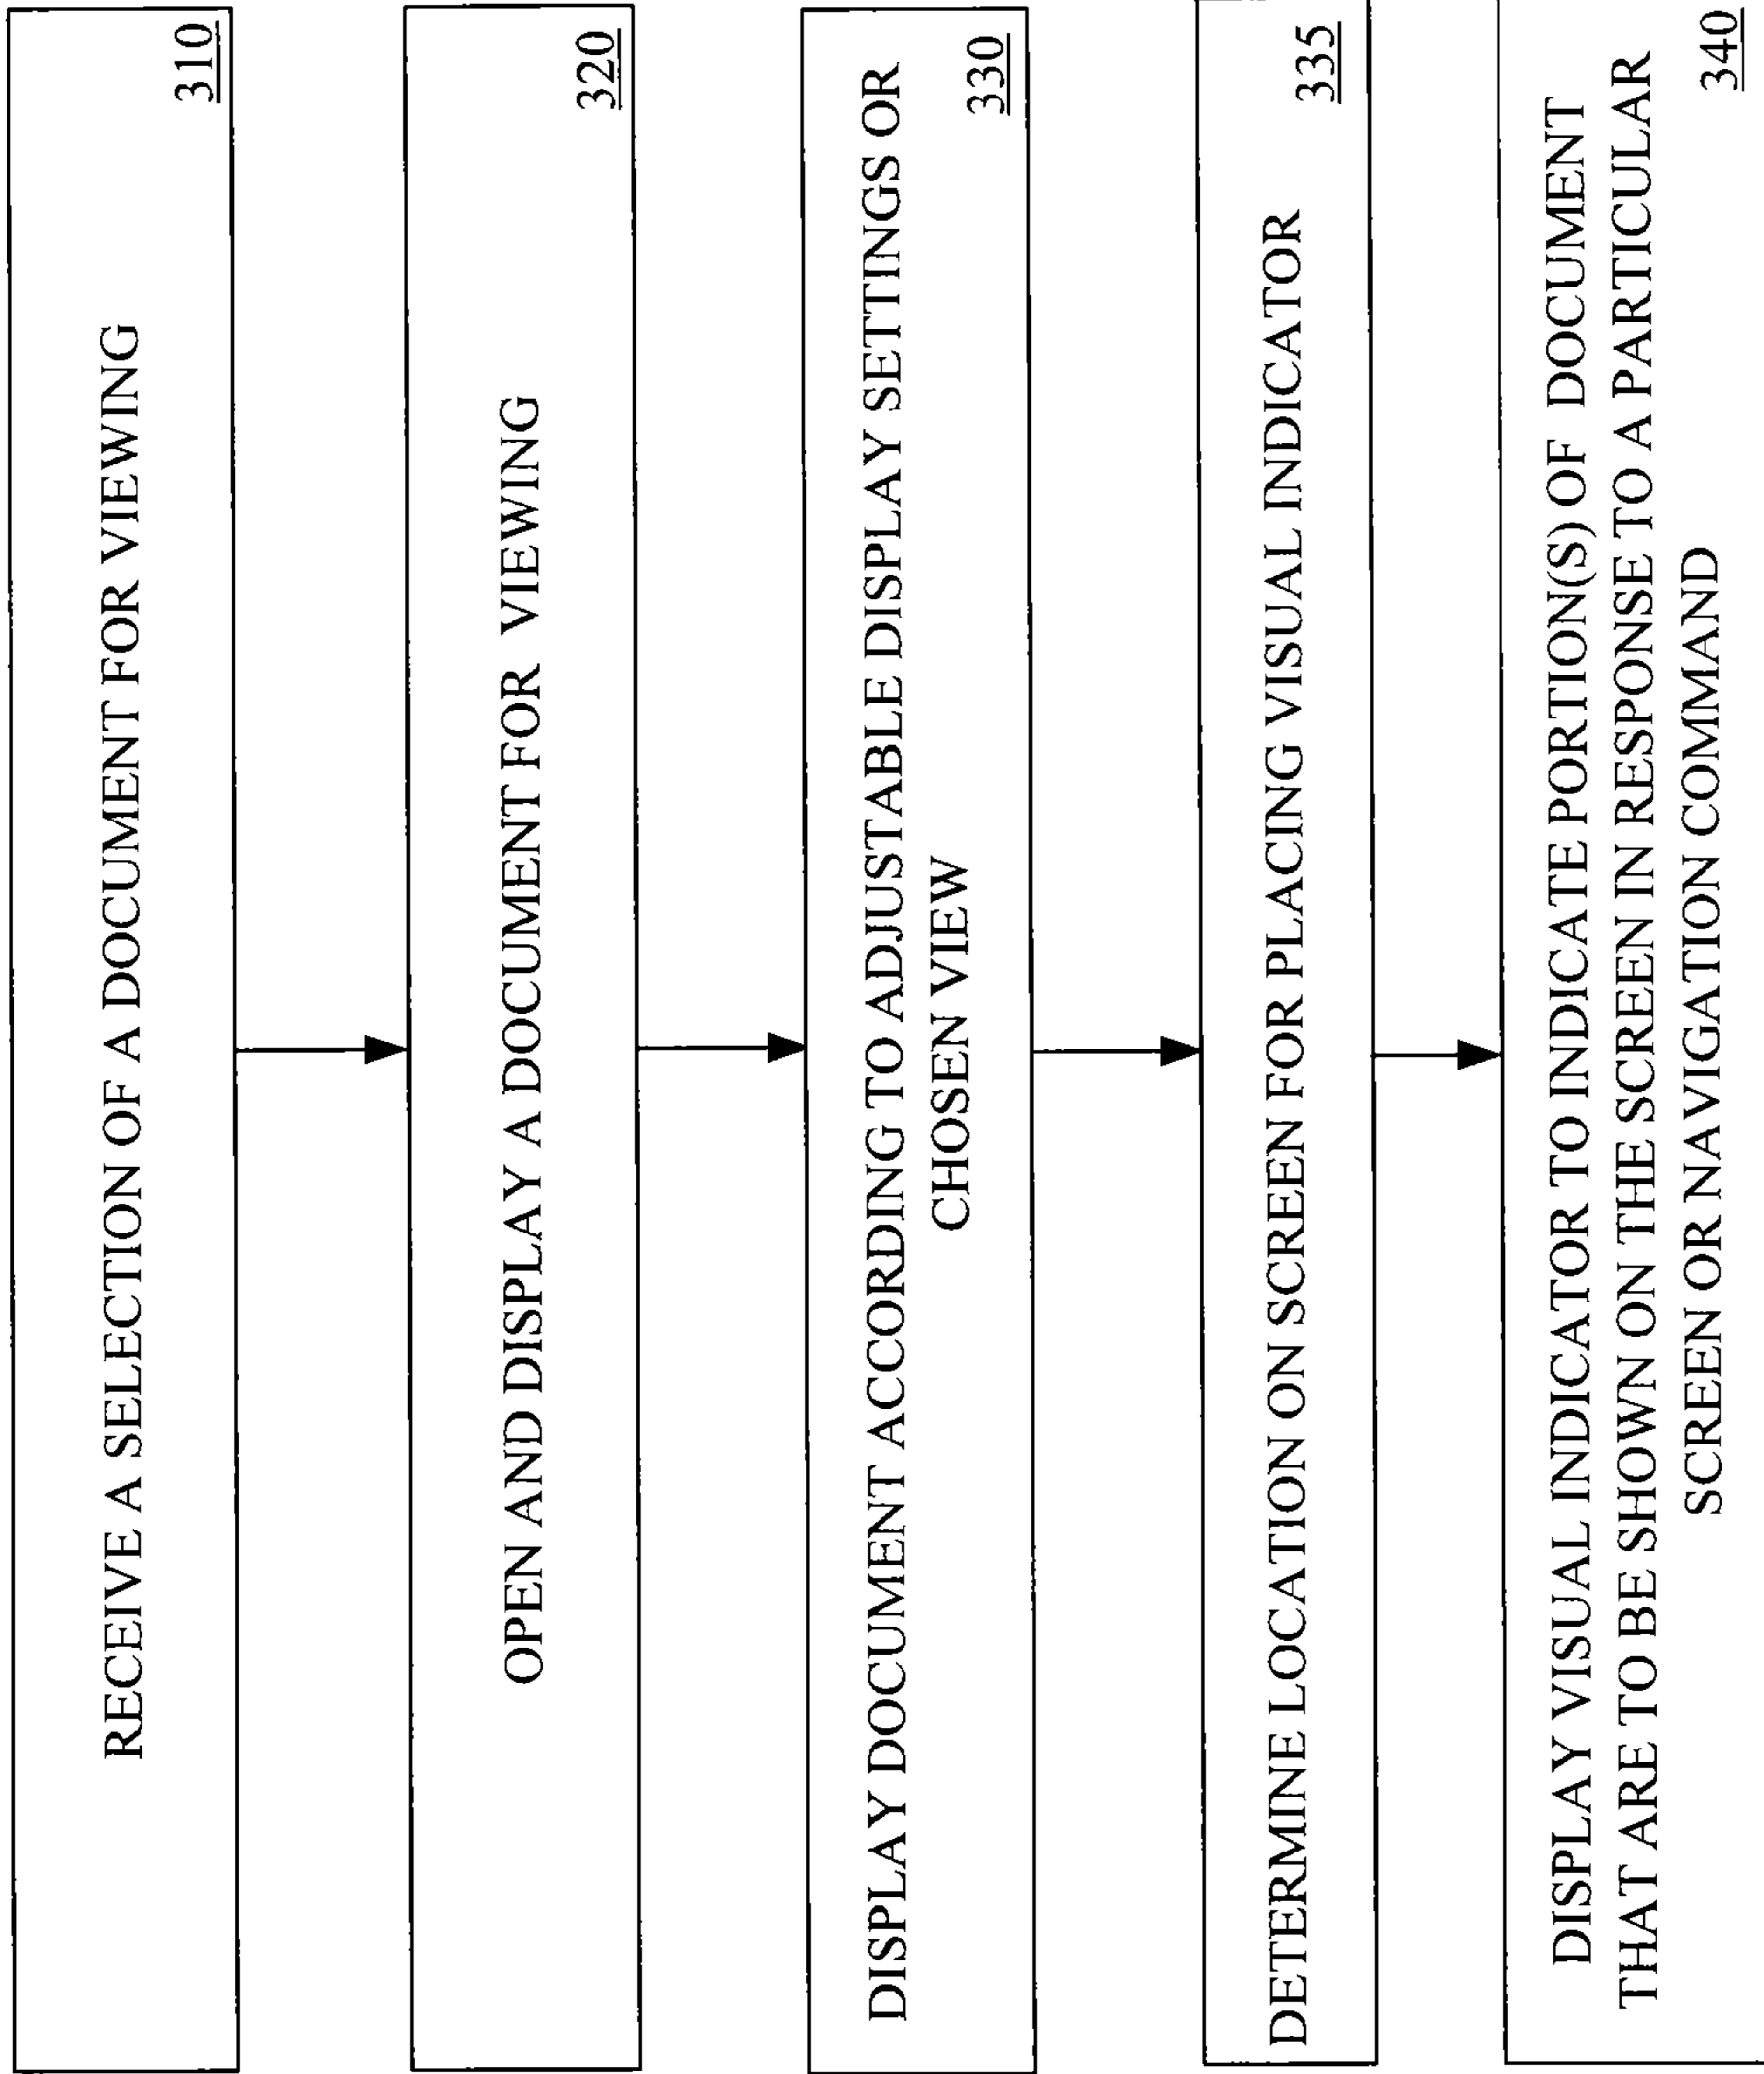 RECEIVE A SELECTION OF A DOCUMENT FOR VIEWING
310
OPEN AND DISPLAY A DOCUMENT FOR VIEWING
320
DISPLAY DOCUMENT ACCORDING TO ADJUSTABLE DISPLAY SETTINGS OR
CHOSEN VIEW
330
DETERMINE LOCATION ON SCREEN FOR PLACING VISUAL INDICATOR
335
DISPLAY VISUAL INDICATOR TO INDICATE PORTION(S) OF DOCUMENT
THAT ARE TO BE SHOWN ON THE SCREEN IN RESPONSE TO A PARTICULAR
SCREEN OR NAVIGATION COMMAND
340